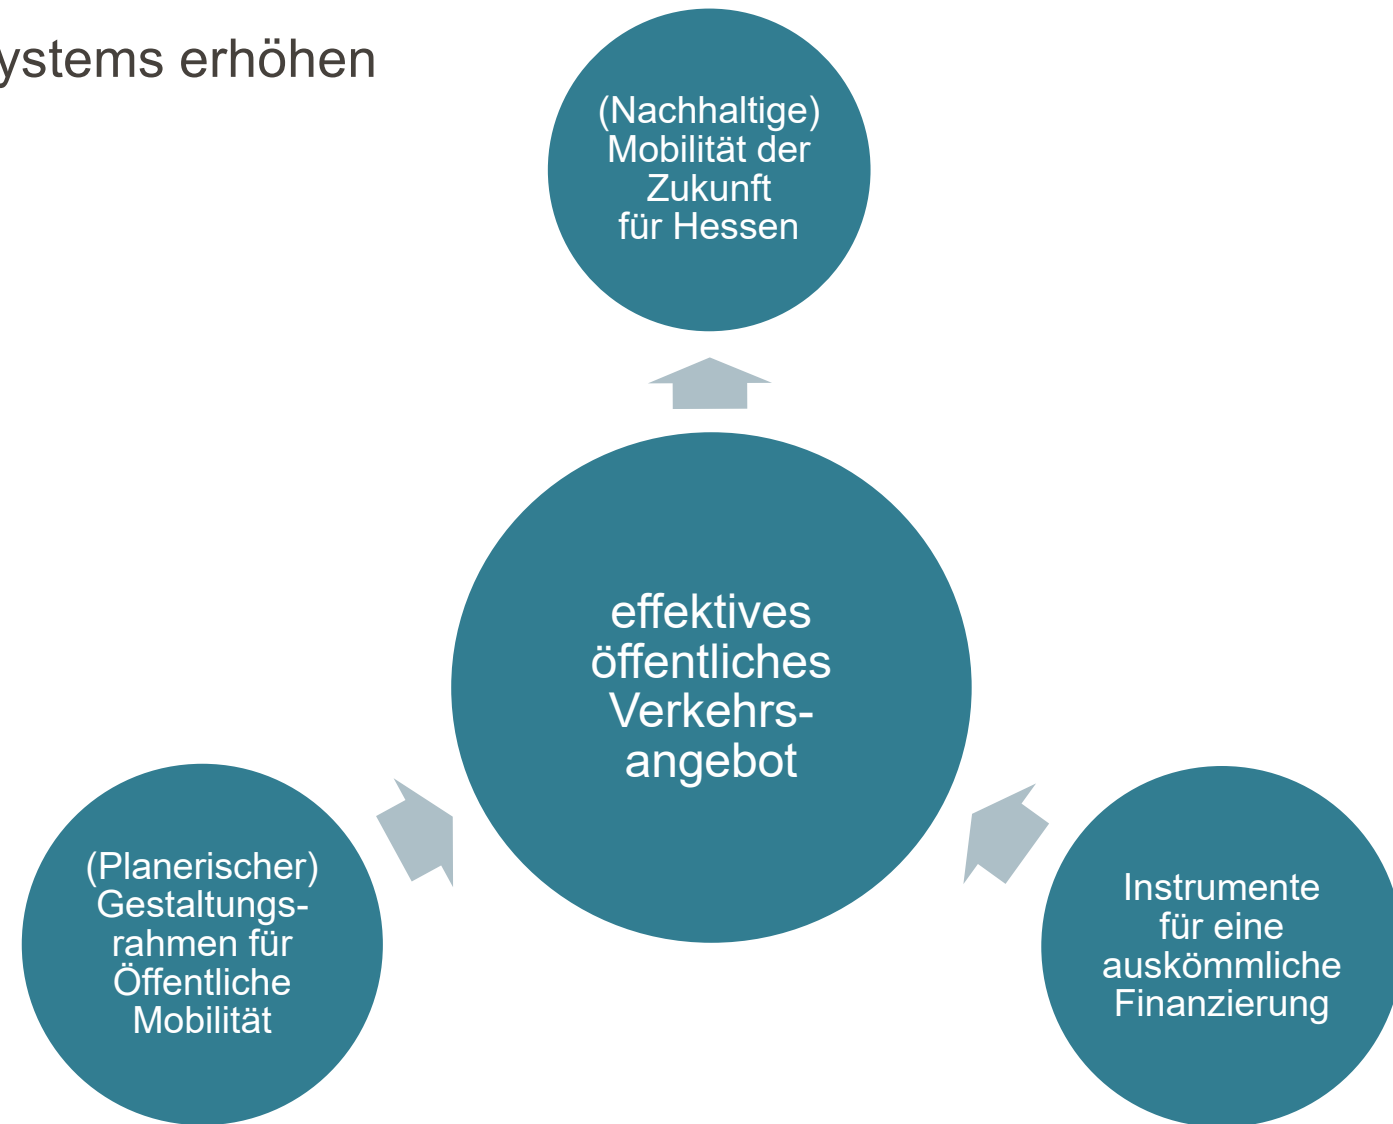 ystems erhöhen
(Nachhaltige)
Mobilität der
Zukunft
für Hessen
effektives
öffentliches
Verkehrs-
angebot
(Planerischer)
Gestaltungs-
rahmen für
Öffentliche
Mobilität
Instrumente
für eine
auskömmliche
Finanzierung